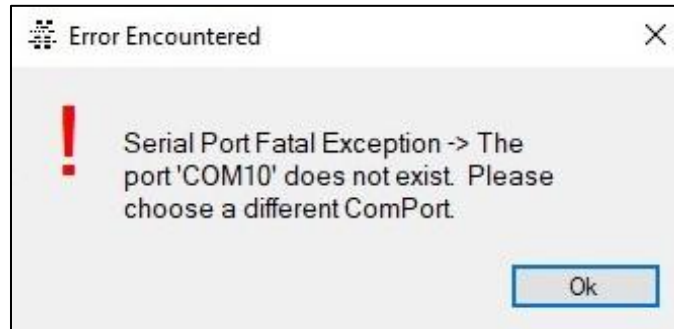 Error Encountered
Serial Port Fatal Exception -> The
port 'COM10' does not exist. Please
choose a different ComPort.
Ok